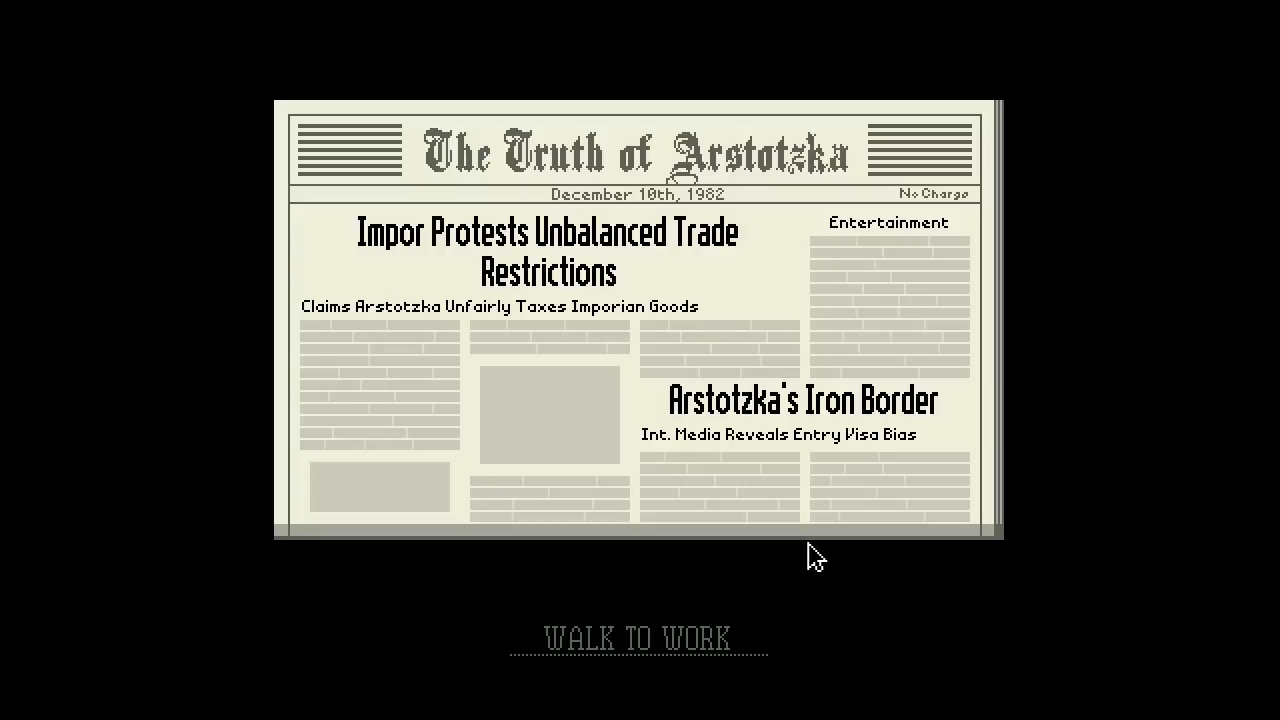 The Truth of Arstotzka
December 10th, 1982
No Charge
Impor Protests Unbalanced Trade
Restrictions
Claims Arstotzka Unfairly Taxes Imporian Goods
Entertainment
Arstotzka's Iron Border
Int. Media Reveals Entry Visa Bias
WALK TO WORK